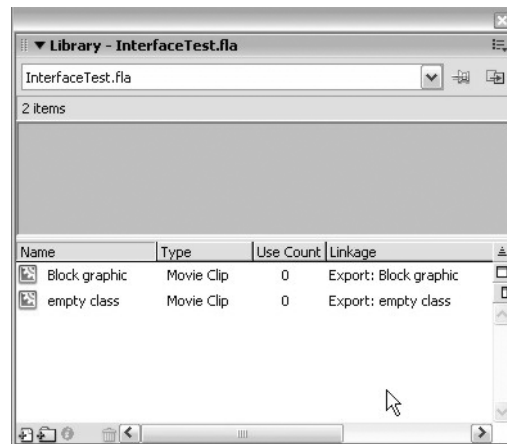 Library - InterfaceTest.fla
InterfaceTest.fla
2 items
Name Type Use Count Linkage
Block graphic Movie Clip 0 Export: Block graphic
empty class Movie Clip 0 Export: empty class